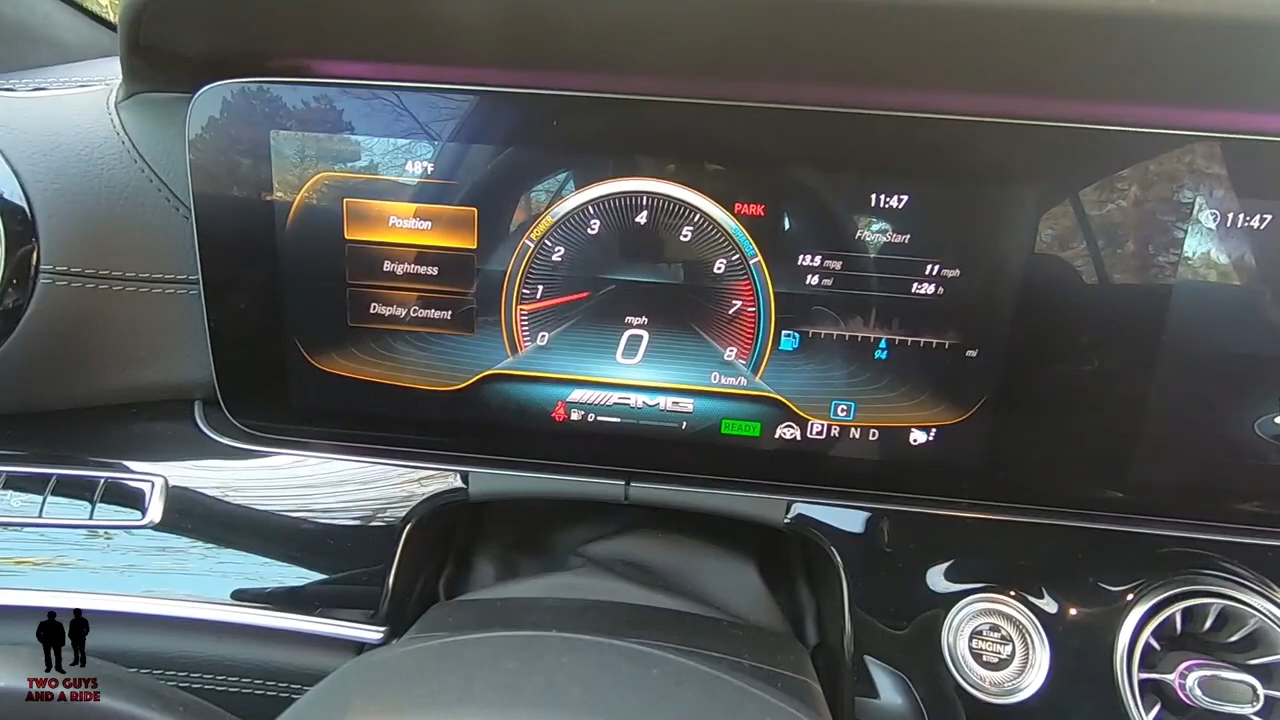 48°F
Position
Brightness
Display Content
POWER
CHARGE
0
1
2
3
4
5
6
7
8
mph
0
0 km/h
PARK
11:47
From Start
13.5 mpg 11 mph
16 mi 1:26 h
94
mi
11:47
AMG
0 1
READY
C
P R N D
START
ENGINE
STOP
TWO GUYS
AND A RIDE